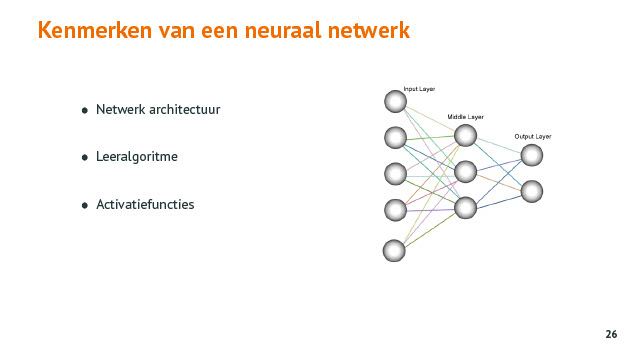 Kenmerken van een neuraal netwerk
● Netwerk architectuur
● Leeralgoritme
● Activatiefuncties
Input Layer
Middle Layer
Output Layer
26